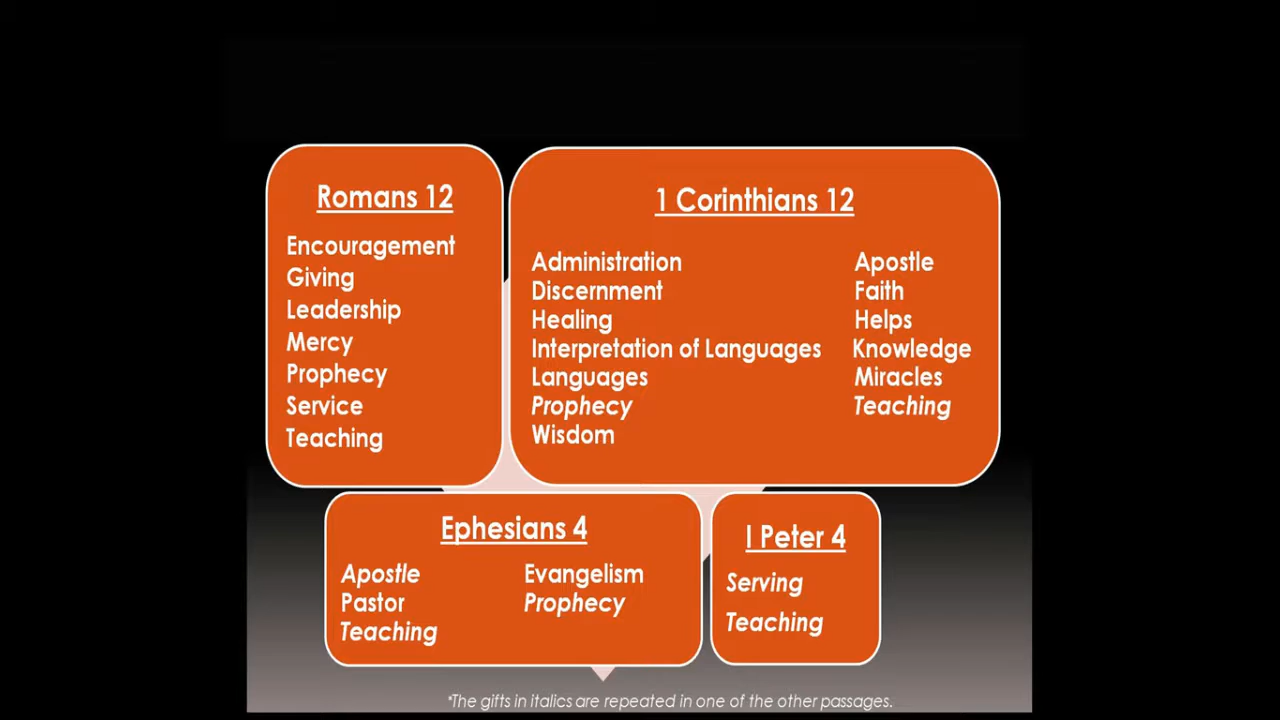 Romans 12
Encouragement
Giving
Leadership
Mercy
Prophecy
Service
Teaching
1 Corinthians 12
Administration
Discernment
Healing
Interpretation of Languages
Languages
Prophecy
Wisdom
Apostle
Faith
Helps
Knowledge
Miracles
Teaching
Ephesians 4
Apostle
Pastor
Teaching
Evangelism
Prophecy
I Peter 4
Serving
Teaching
*The gifts in italics are repeated in one of the other passages.